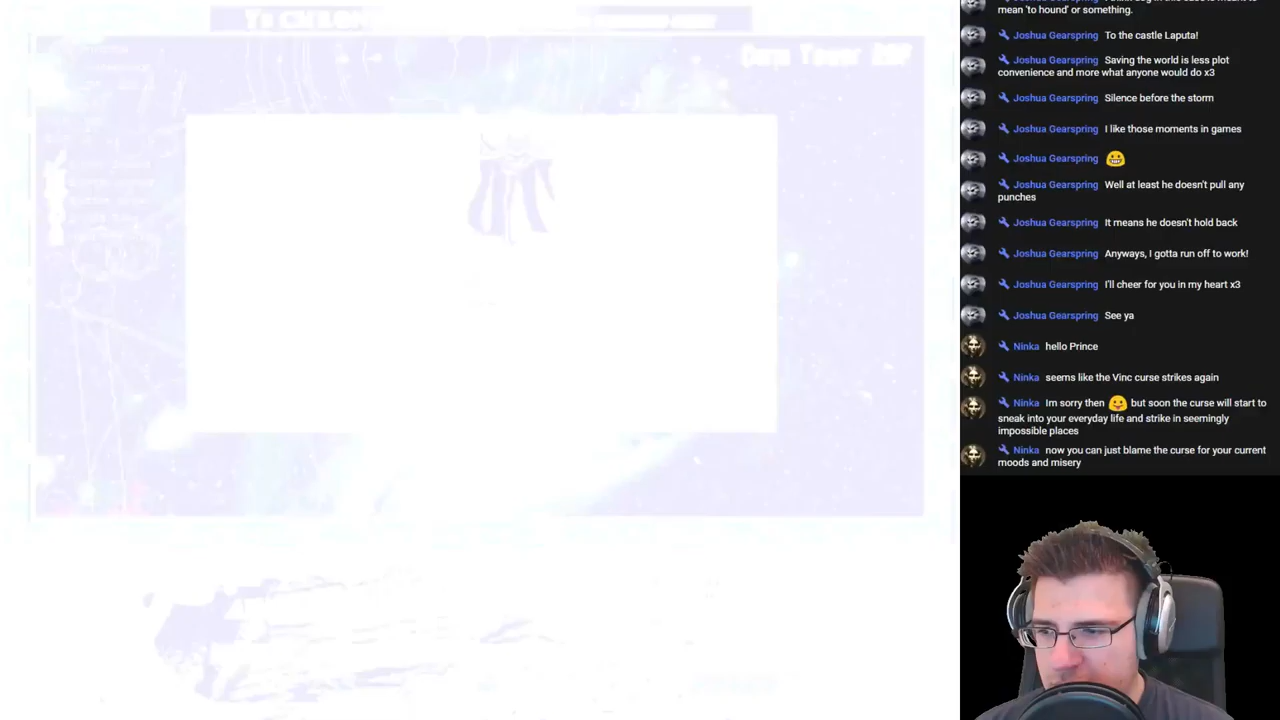 mean 'to hound' or something.
Joshua Gearspring To the castle Laputa!
Joshua Gearspring Saving the world is less plot
convenience and more what anyone would do x3
Joshua Gearspring Silence before the storm
Joshua Gearspring I like those moments in games
Joshua Gearspring
Joshua Gearspring Well at least he doesn't pull any
punches
Joshua Gearspring It means he doesn't hold back
Joshua Gearspring Anyways, I gotta run off to work!
Joshua Gearspring I'll cheer for you in my heart x3
Joshua Gearspring See ya
Ninka hello Prince
Ninka seems like the Vinc curse strikes again
Ninka Im sorry then but soon the curse will start to
sneak into your everyday life and strike in seemingly
impossible places
Ninka now you can just blame the curse for your current
moods and misery